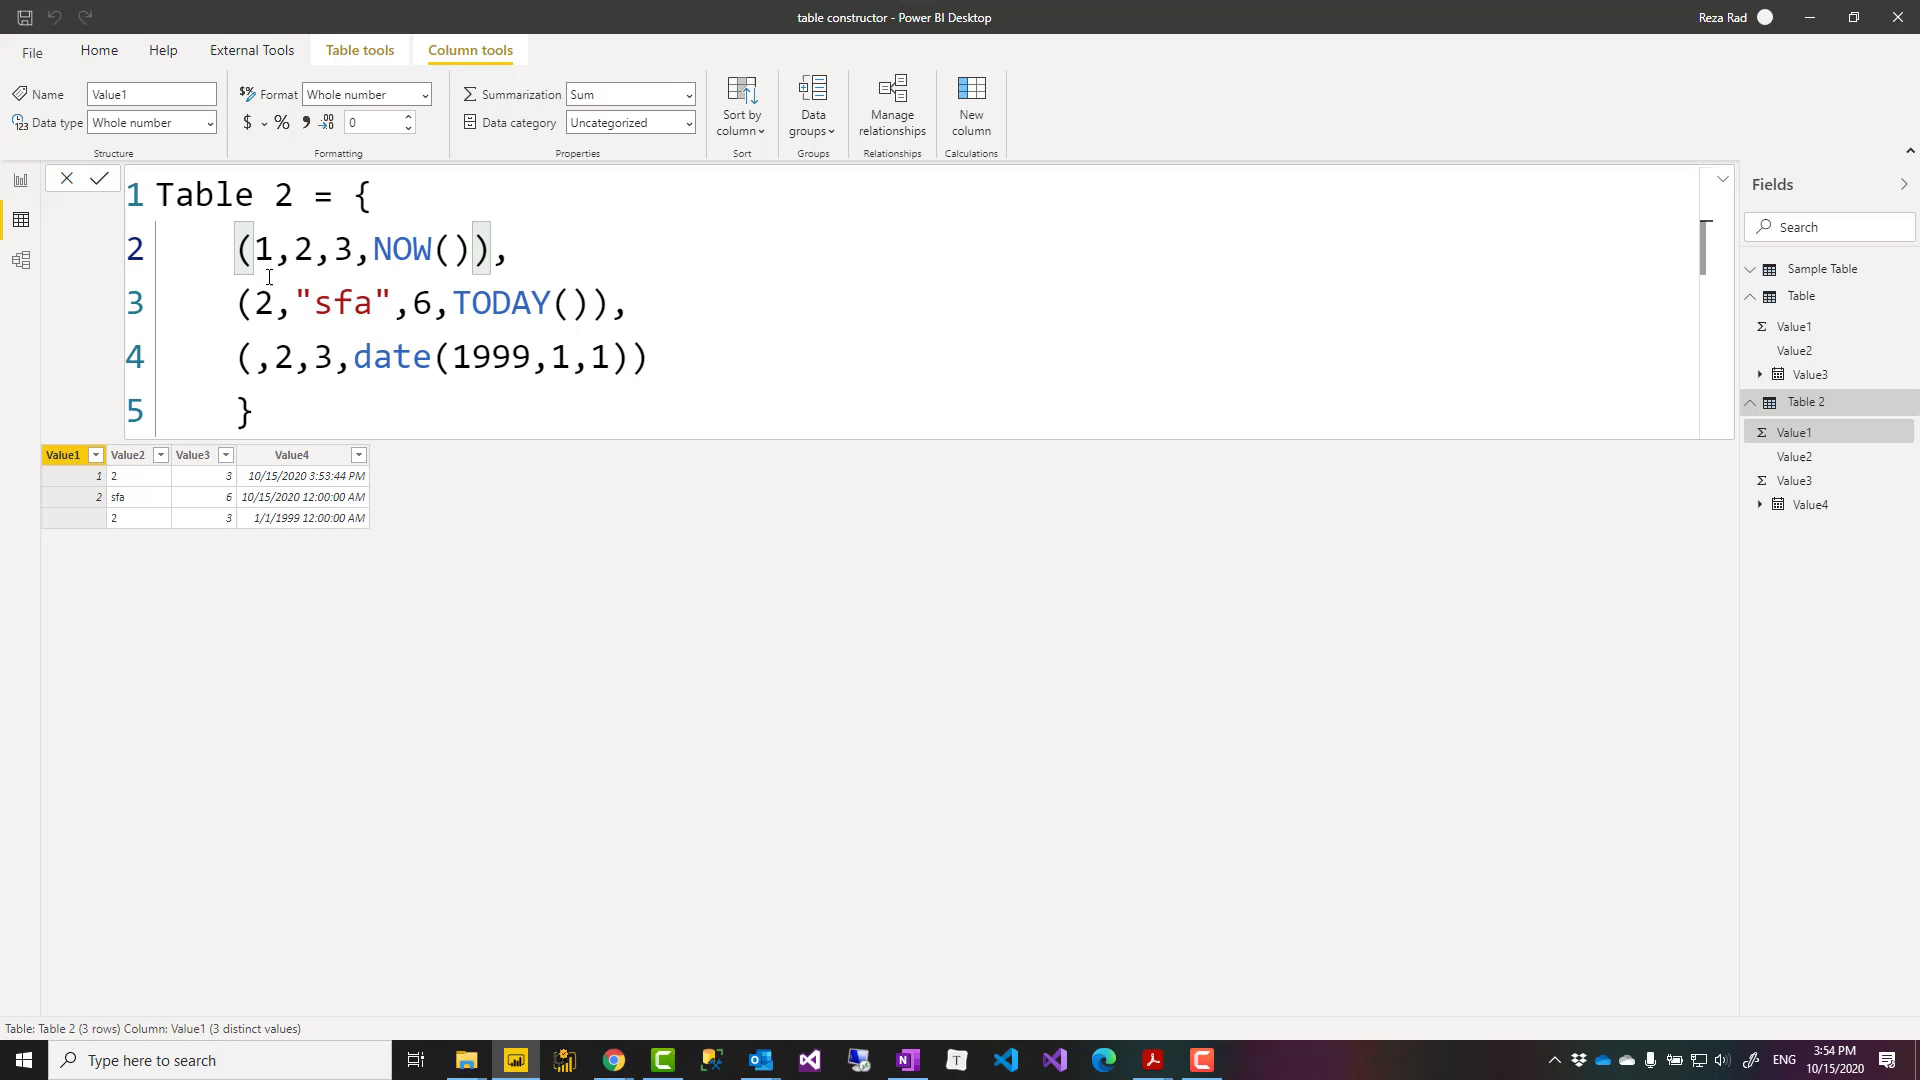 table constructor - Power BI Desktop
Reza Rad
File
Home
Help
External Tools
Table tools
Column tools
Name
Value1
Data type
Whole number
Structure
Format
Whole number
$
%
0
Formatting
Summarization
Sum
Data category
Uncategorized
Properties
Sort by
column
Sort
Data
groups
Groups
Manage
relationships
Relationships
New
column
Calculations
1 Table 2 = {
2 (1,2,3,NOW()),
3 (2,"sfa",6,TODAY()),
4 (,2,3,date(1999,1,1))
5 }
Value1 Value2 Value3 Value4
1 2 3 10/15/2020 3:53:44 PM
2 sfa 6 10/15/2020 12:00:00 AM
2 3 1/1/1999 12:00:00 AM
Fields
Search
Sample Table
Table
Value1
Value2
Value3
Table 2
Value1
Value2
Value3
Value4
Table: Table 2 (3 rows) Column: Value1 (3 distinct values)
Type here to search
ENG
3:54 PM
10/15/2020